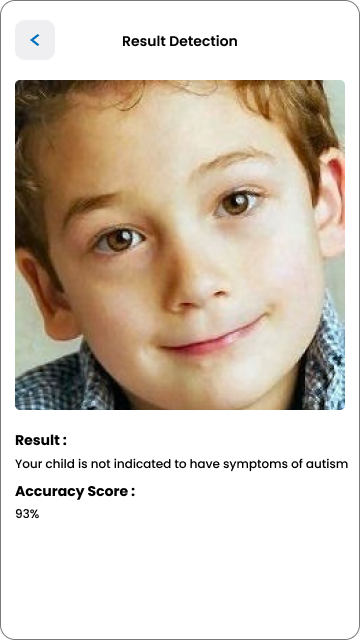 Result Detection
Result :
Your child is not indicated to have symptoms of autism
Accuracy Score :
93%